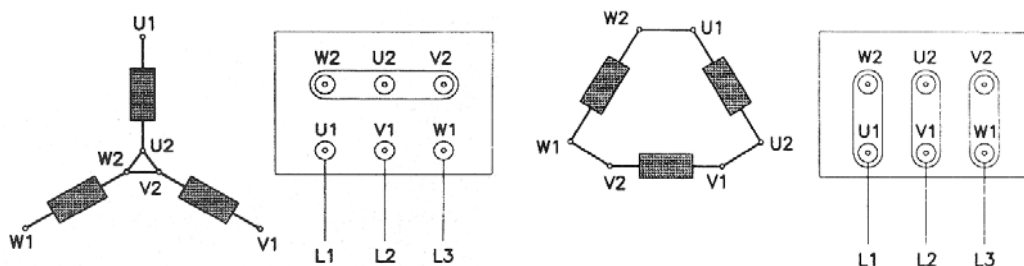 U1
U2
W2
V2
W1
V1
W2 U2 V2
U1 V1 W1
L1 L2 L3
W2 U1
W1 U2
V2 V1
W2 U2 V2
U1 V1 W1
L1 L2 L3